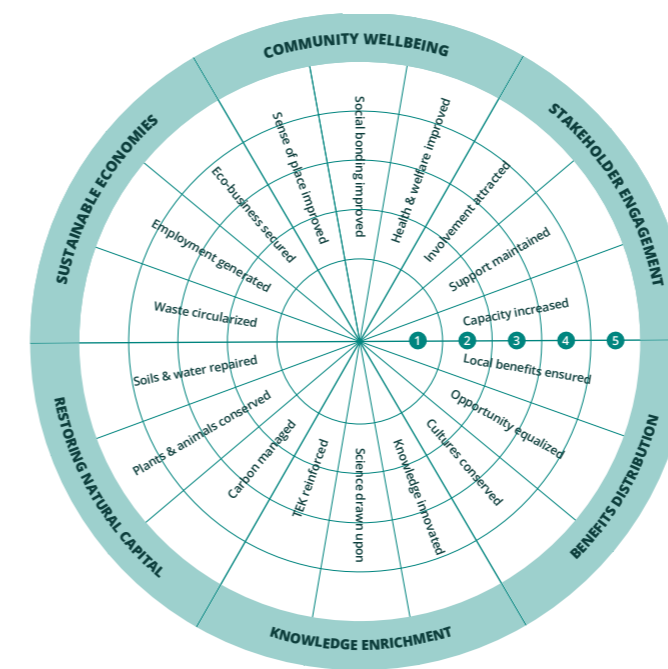 COMMUNITY WELLBEING
STAKEHOLDER ENGAGEMENT
BENEFITS DISTRIBUTION
KNOWLEDGE ENRICHMENT
RESTORING NATURAL CAPITAL
SUSTAINABLE ECONOMIES
Sense of place improved
Social bonding improved
Health & welfare improved
Involvement attracted
Support maintained
Capacity increased
Local benefits ensured
Opportunity equalized
Cultures conserved
Knowledge innovated
Science drawn upon
TEK reinforced
Carbon managed
Plants & animals conserved
Soils & water repaired
Waste circularized
Employment generated
Eco-business secured
1 2 3 4 5